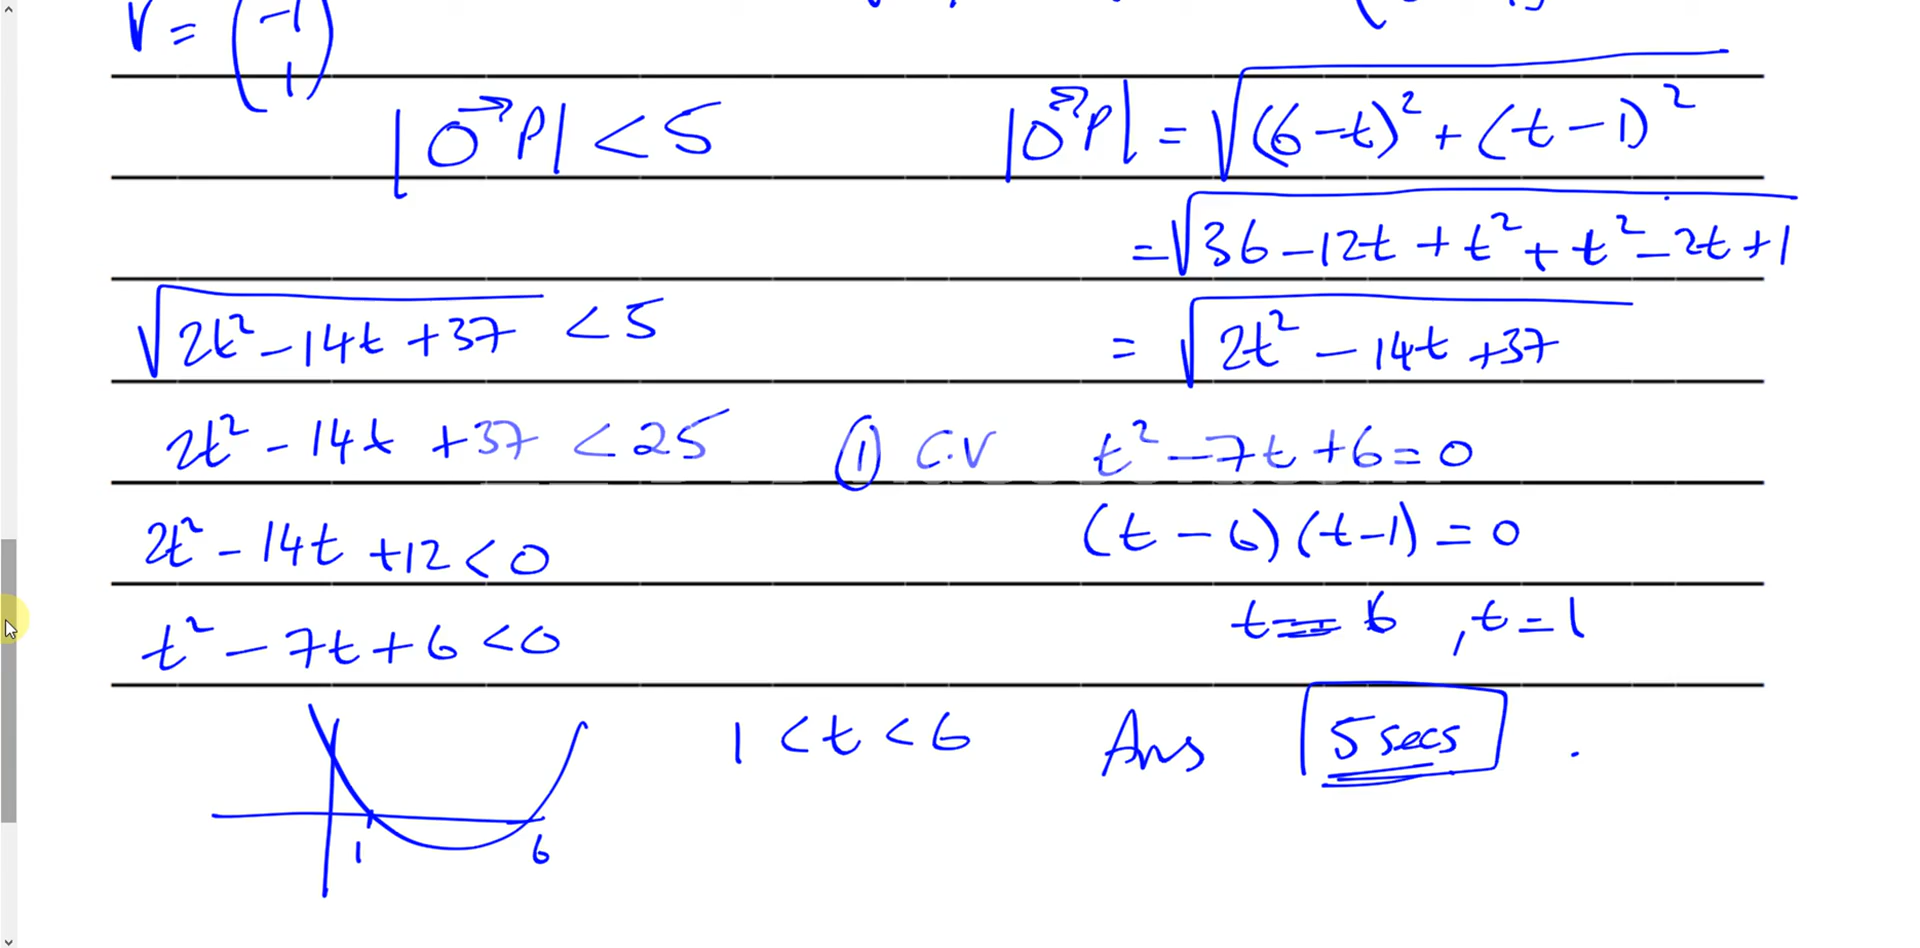 V = (-1
1)
|OP| < 5 |OP| = √(6-t)² + (t-1)²
= √36 - 12t + t² + t² - 2t + 1
√2t² - 14t + 37 < 5 = √2t² - 14t + 37
2t² - 14t + 37 < 25 ① C.V t² - 7t + 6 = 0
2t² - 14t + 12 < 0 (t - 6)(t - 1) = 0
t² - 7t + 6 < 0 t = 6 , t = 1
1 < t < 6 Ans 5 secs .
1 6